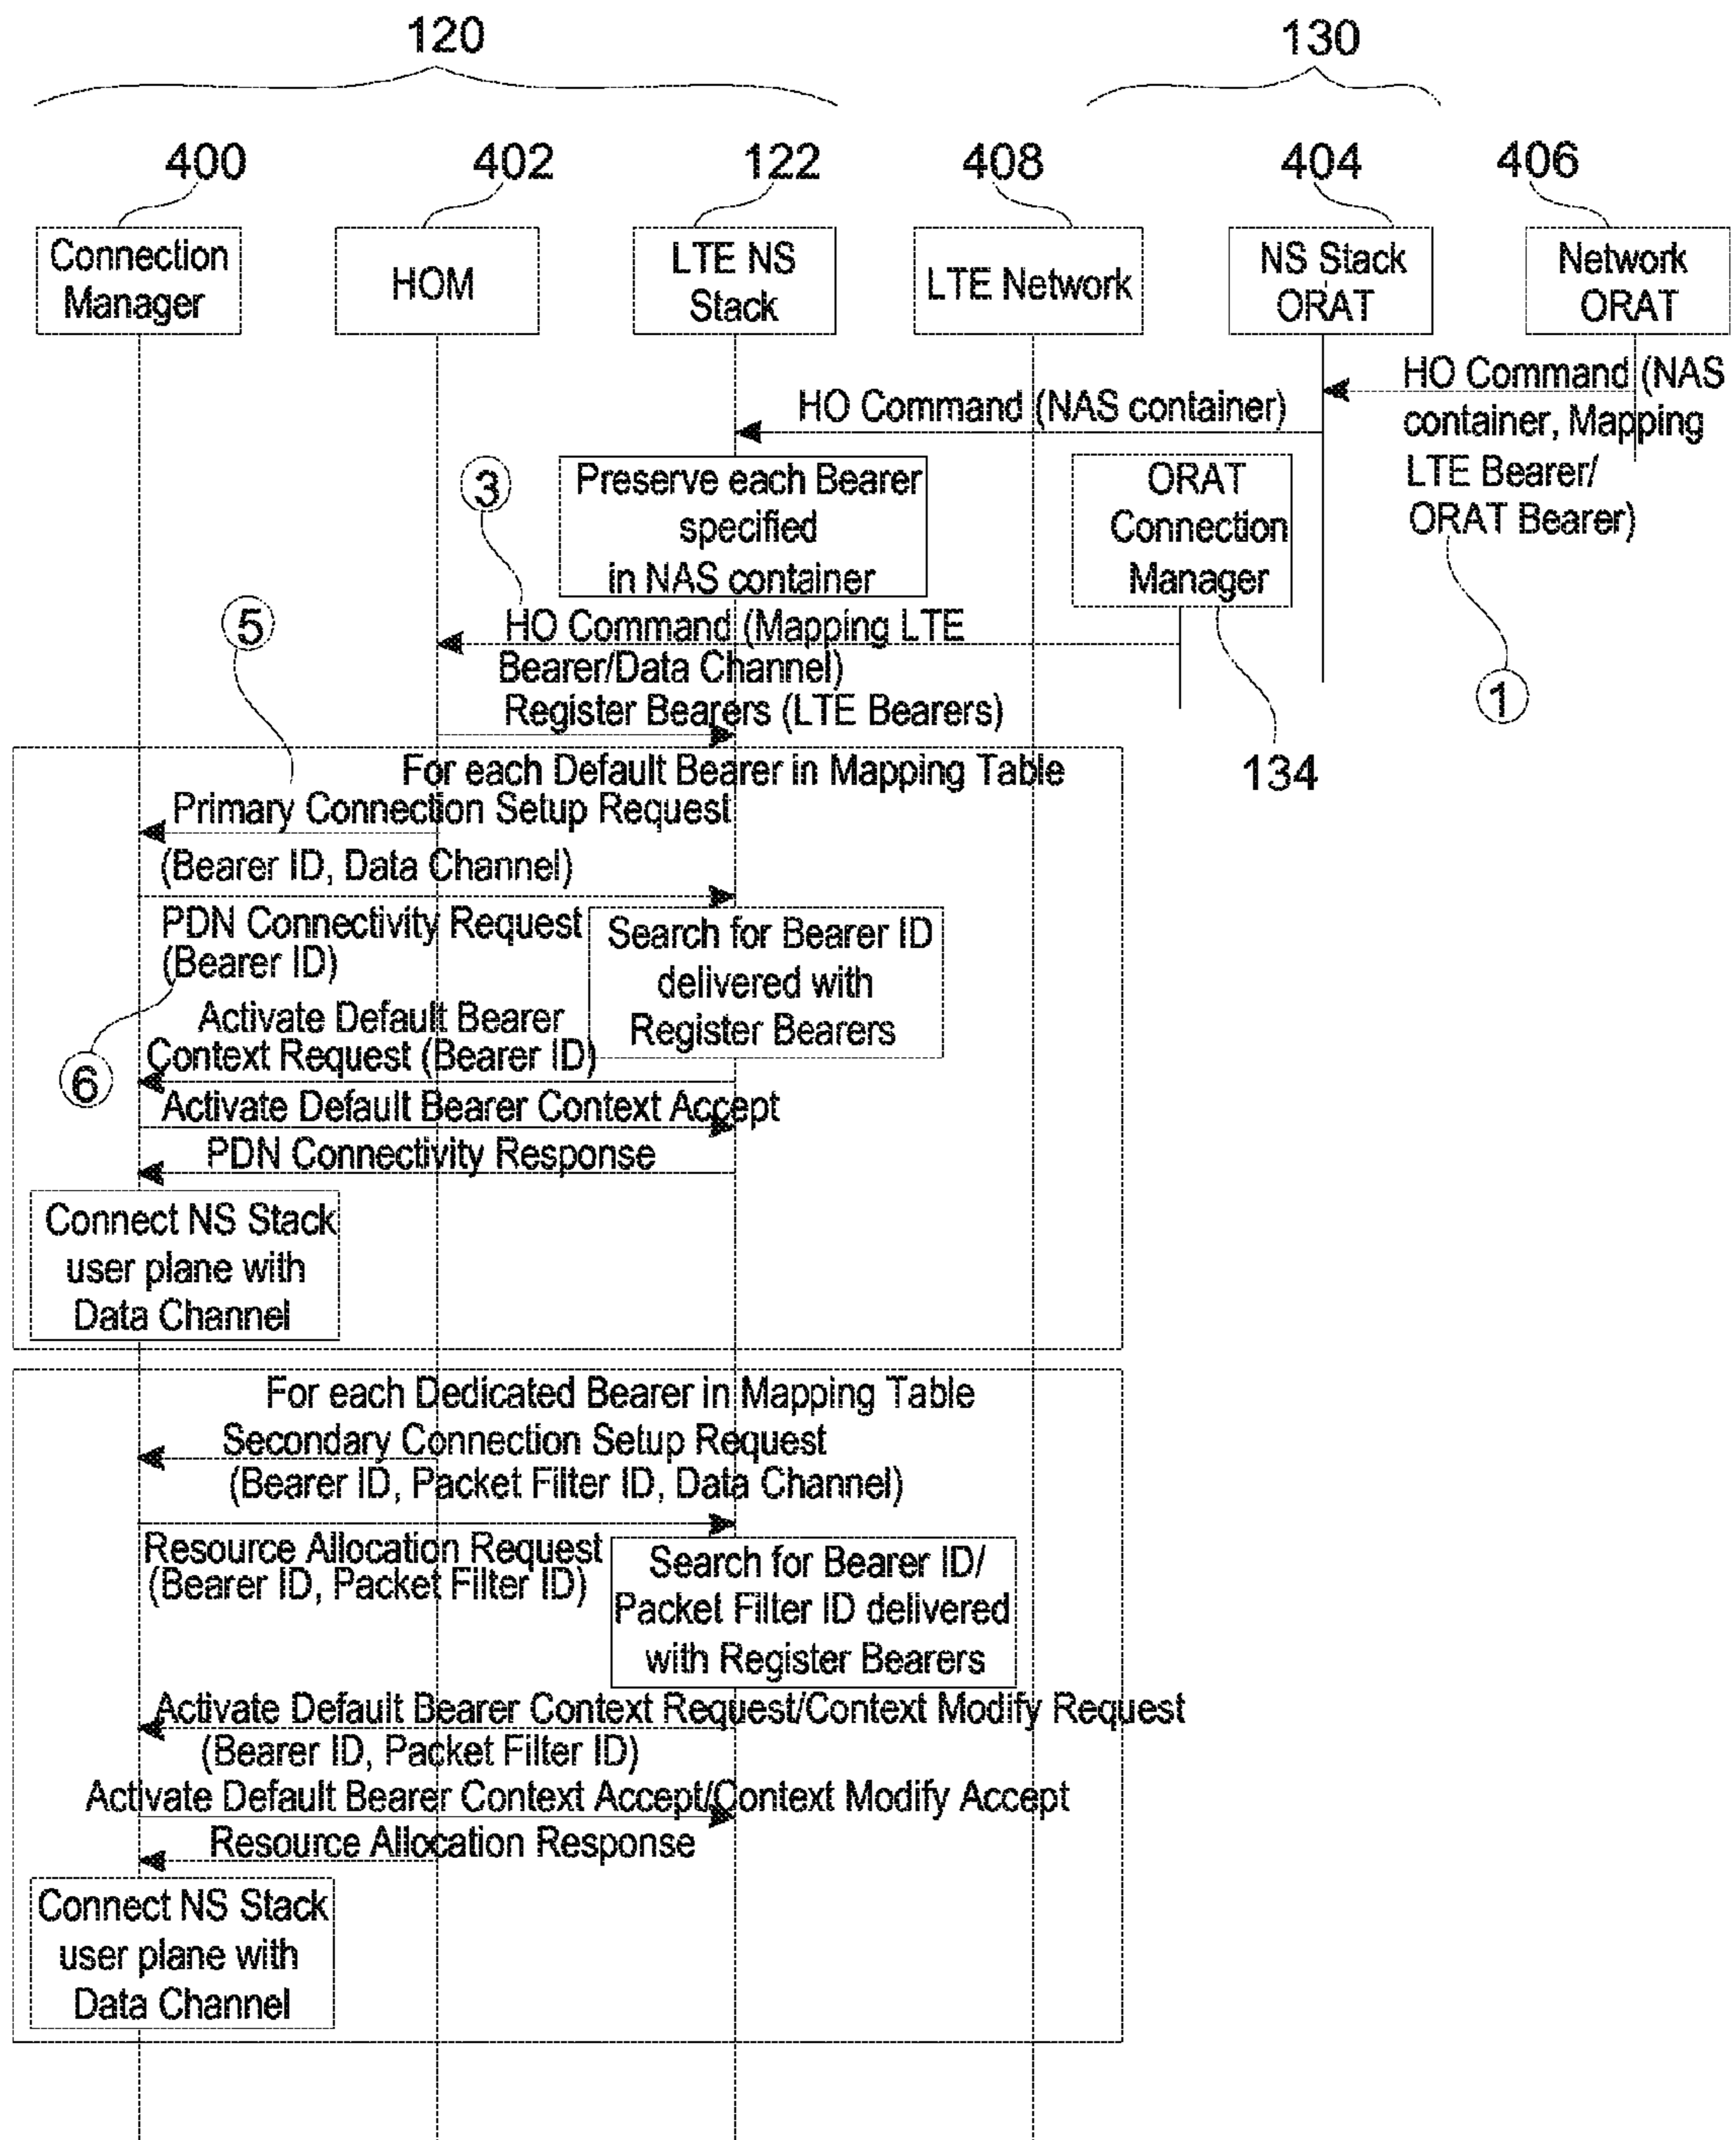 120
130
400
402
122
408
404
406
Connection
Manager
HOM
LTE NS
Stack
LTE Network
NS Stack
ORAT
Network
ORAT
HO Command (NAS
container, Mapping
LTE Bearer/
ORAT Bearer)
HO Command (NAS container)
3
Preserve each Bearer
specified
in NAS container
ORAT
Connection
Manager
5
HO Command (Mapping LTE
Bearer/Data Channel)
1
Register Bearers (LTE Bearers)
134
For each Default Bearer in Mapping Table
Primary Connection Setup Request
(Bearer ID, Data Channel)
PDN Connectivity Request
(Bearer ID)
Search for Bearer ID
delivered with
Register Bearers
Activate Default Bearer
Context Request (Bearer ID)
6
Activate Default Bearer Context Accept
PDN Connectivity Response
Connect NS Stack
user plane with
Data Channel
For each Dedicated Bearer in Mapping Table
Secondary Connection Setup Request
(Bearer ID, Packet Filter ID, Data Channel)
Resource Allocation Request
(Bearer ID, Packet Filter ID)
Search for Bearer ID/
Packet Filter ID delivered
with Register Bearers
Activate Default Bearer Context Request/Context Modify Request
(Bearer ID, Packet Filter ID)
Activate Default Bearer Context Accept/Context Modify Accept
Resource Allocation Response
Connect NS Stack
user plane with
Data Channel